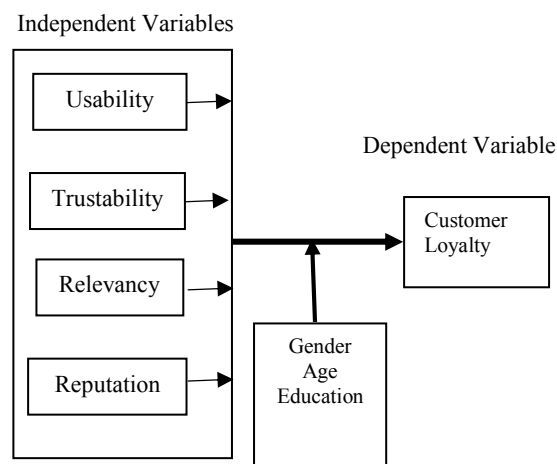 Independent Variables
Usability
Trustability
Relevancy
Reputation
Dependent Variable
Customer
Loyalty
Gender
Age
Education